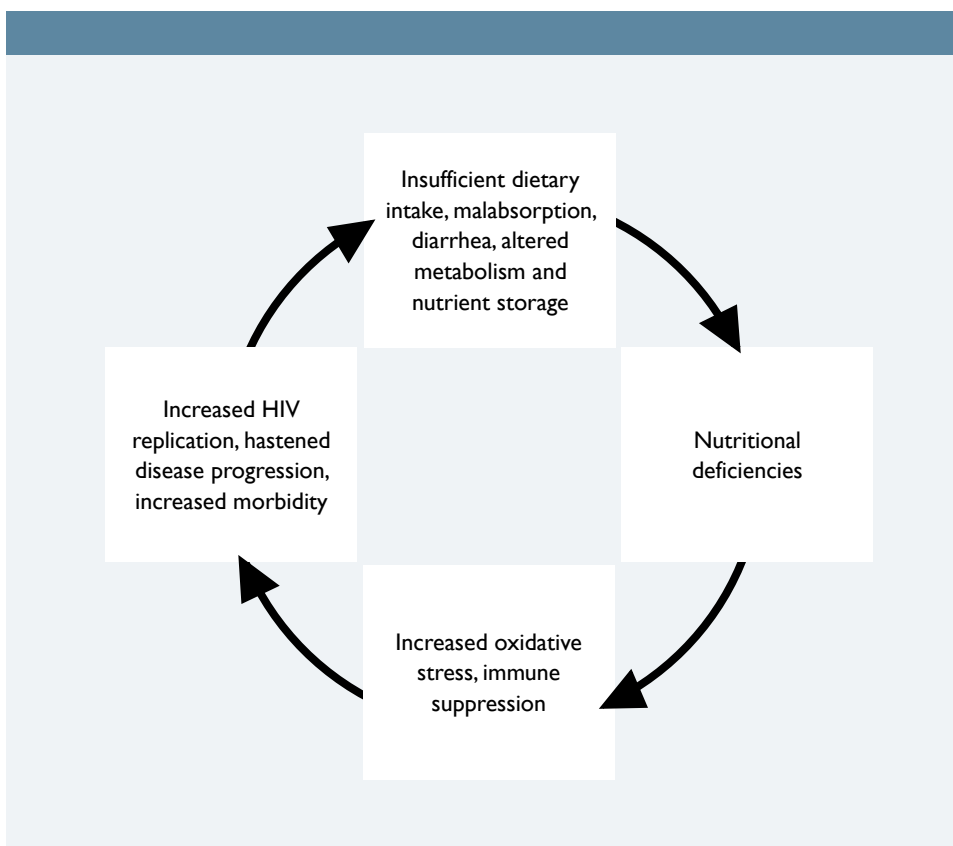 Insufficient dietary
intake, malabsorption,
diarrhea, altered
metabolism and
nutrient storage
Nutritional
deficiencies
Increased oxidative
stress, immune
suppression
Increased HIV
replication, hastened
disease progression,
increased morbidity